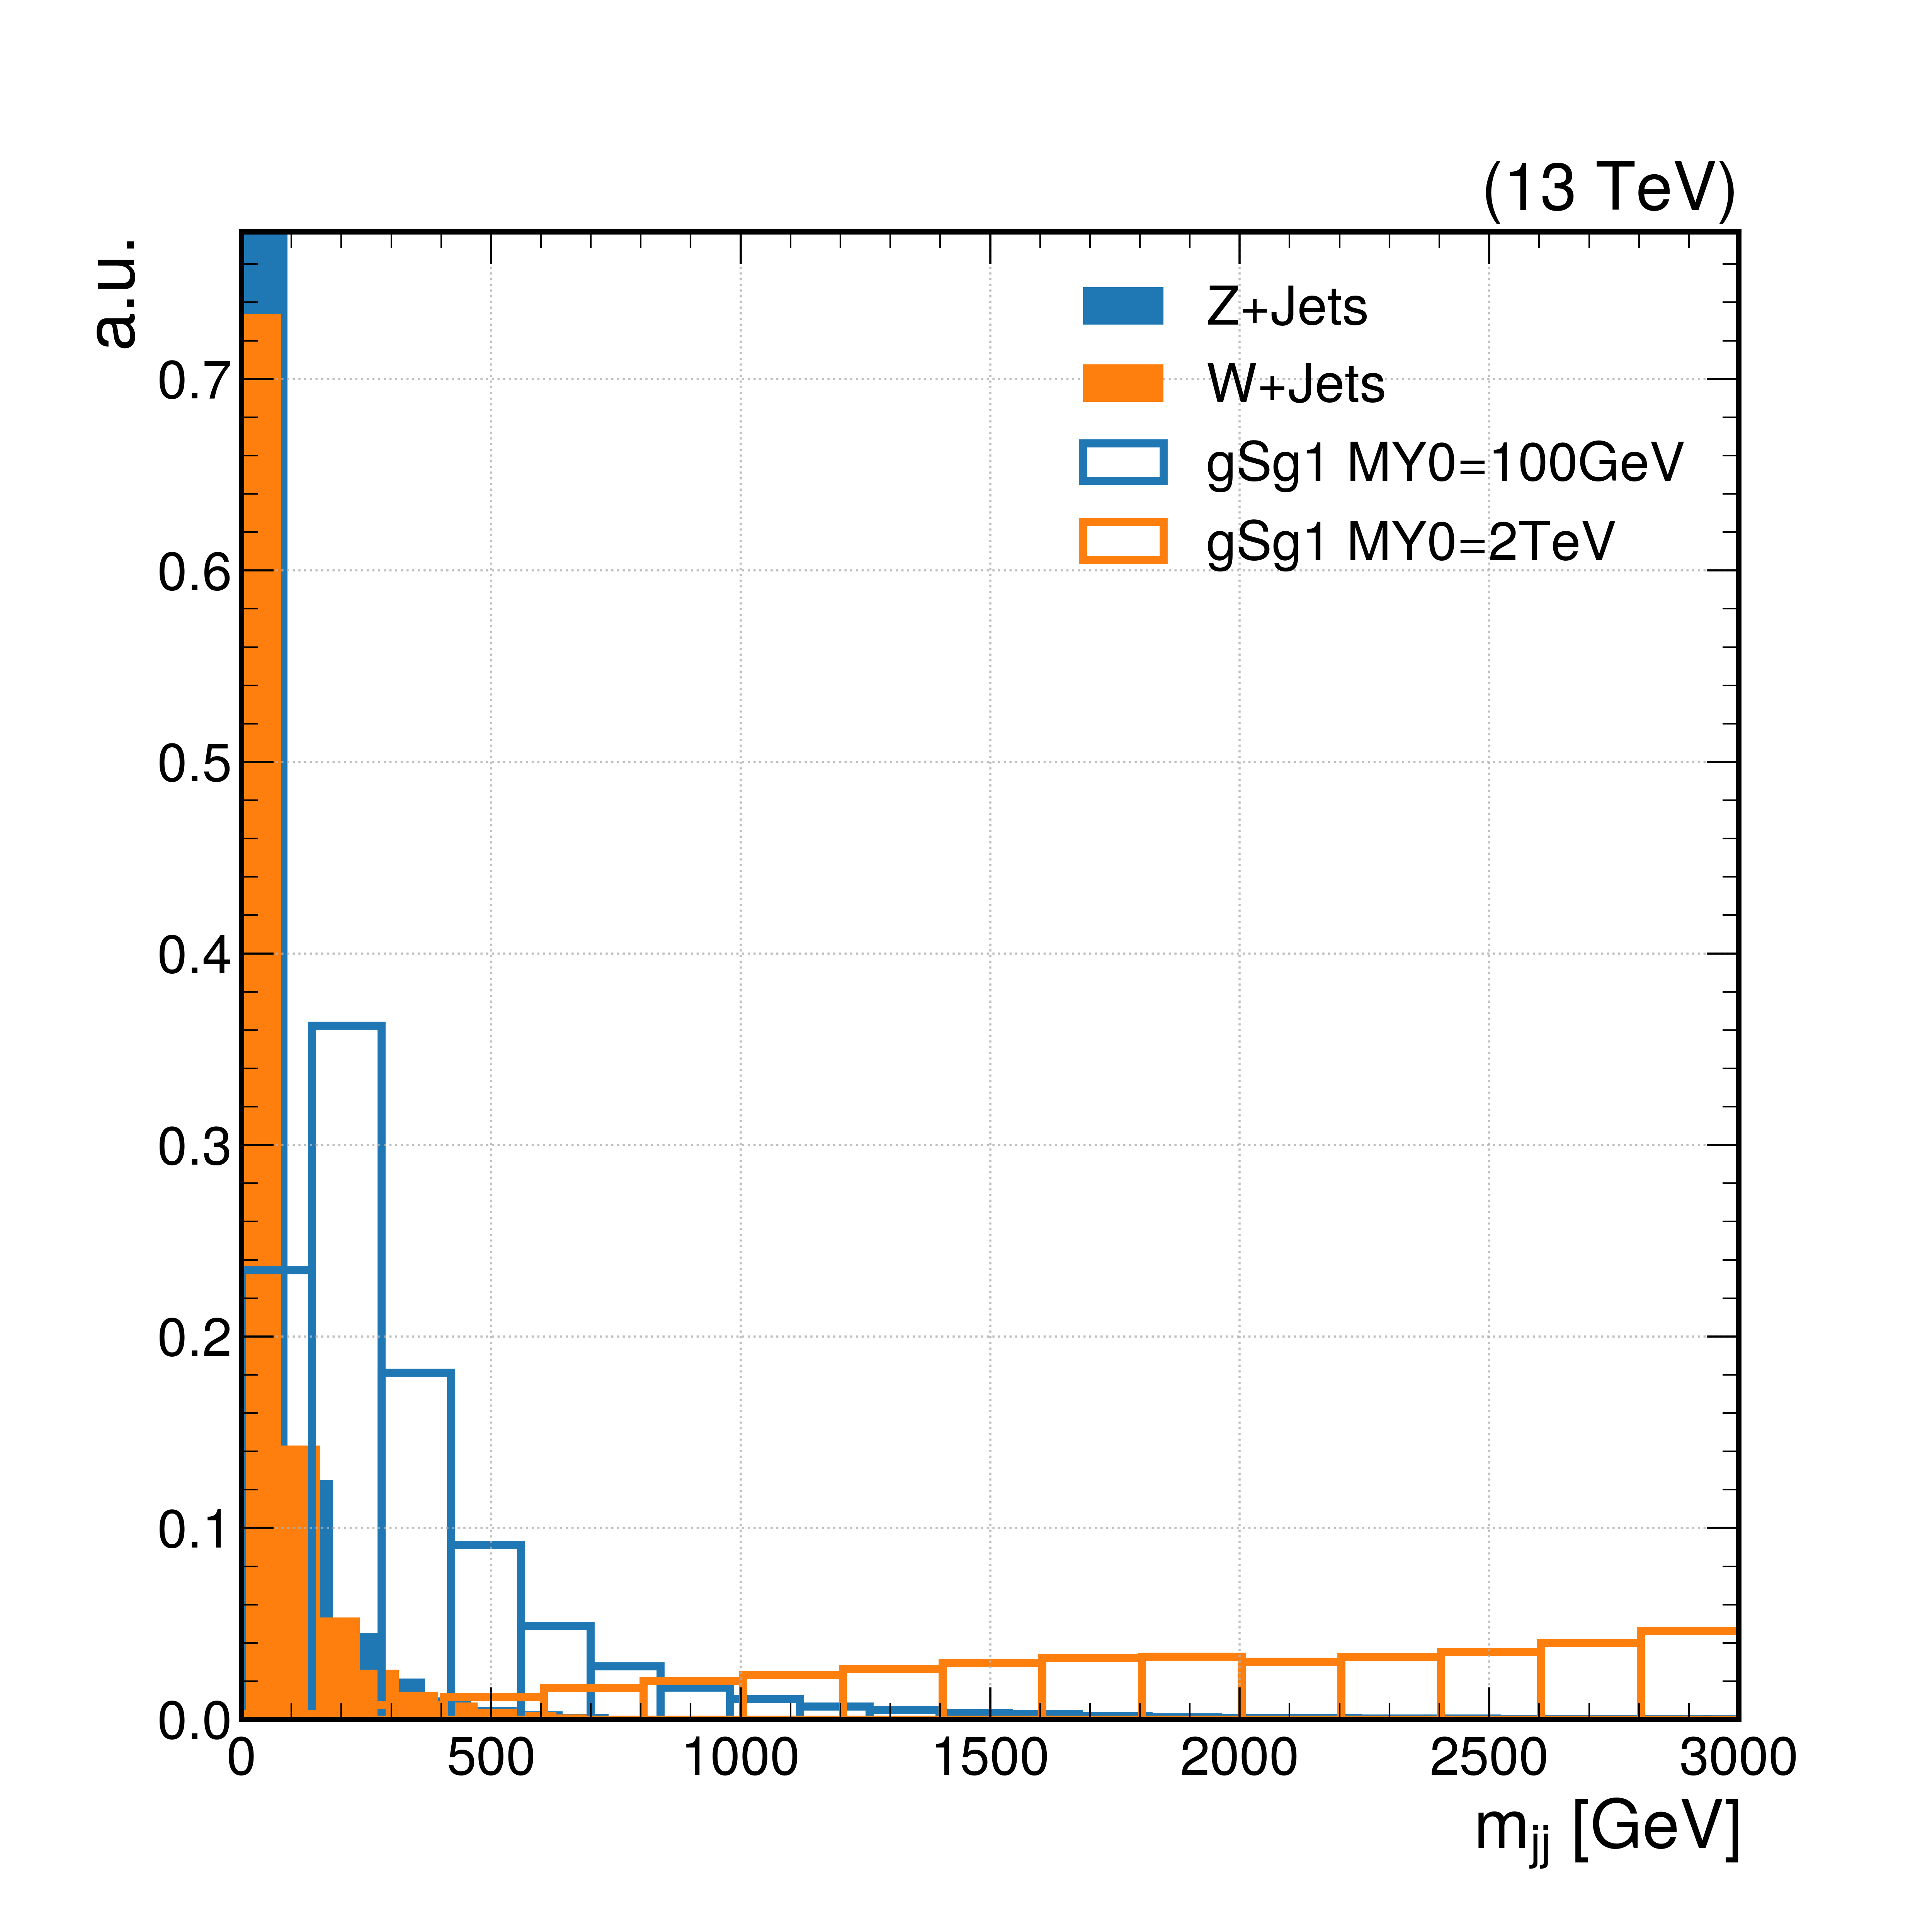 (13 TeV)
a.u.
Z+Jets
W+Jets
gSg1 MY0=100GeV
gSg1 MY0=2TeV
0.7
0.6
0.5
0.4
0.3
0.2
0.1
0.0
0 500 1000 1500 2000 2500 3000
mjj [GeV]